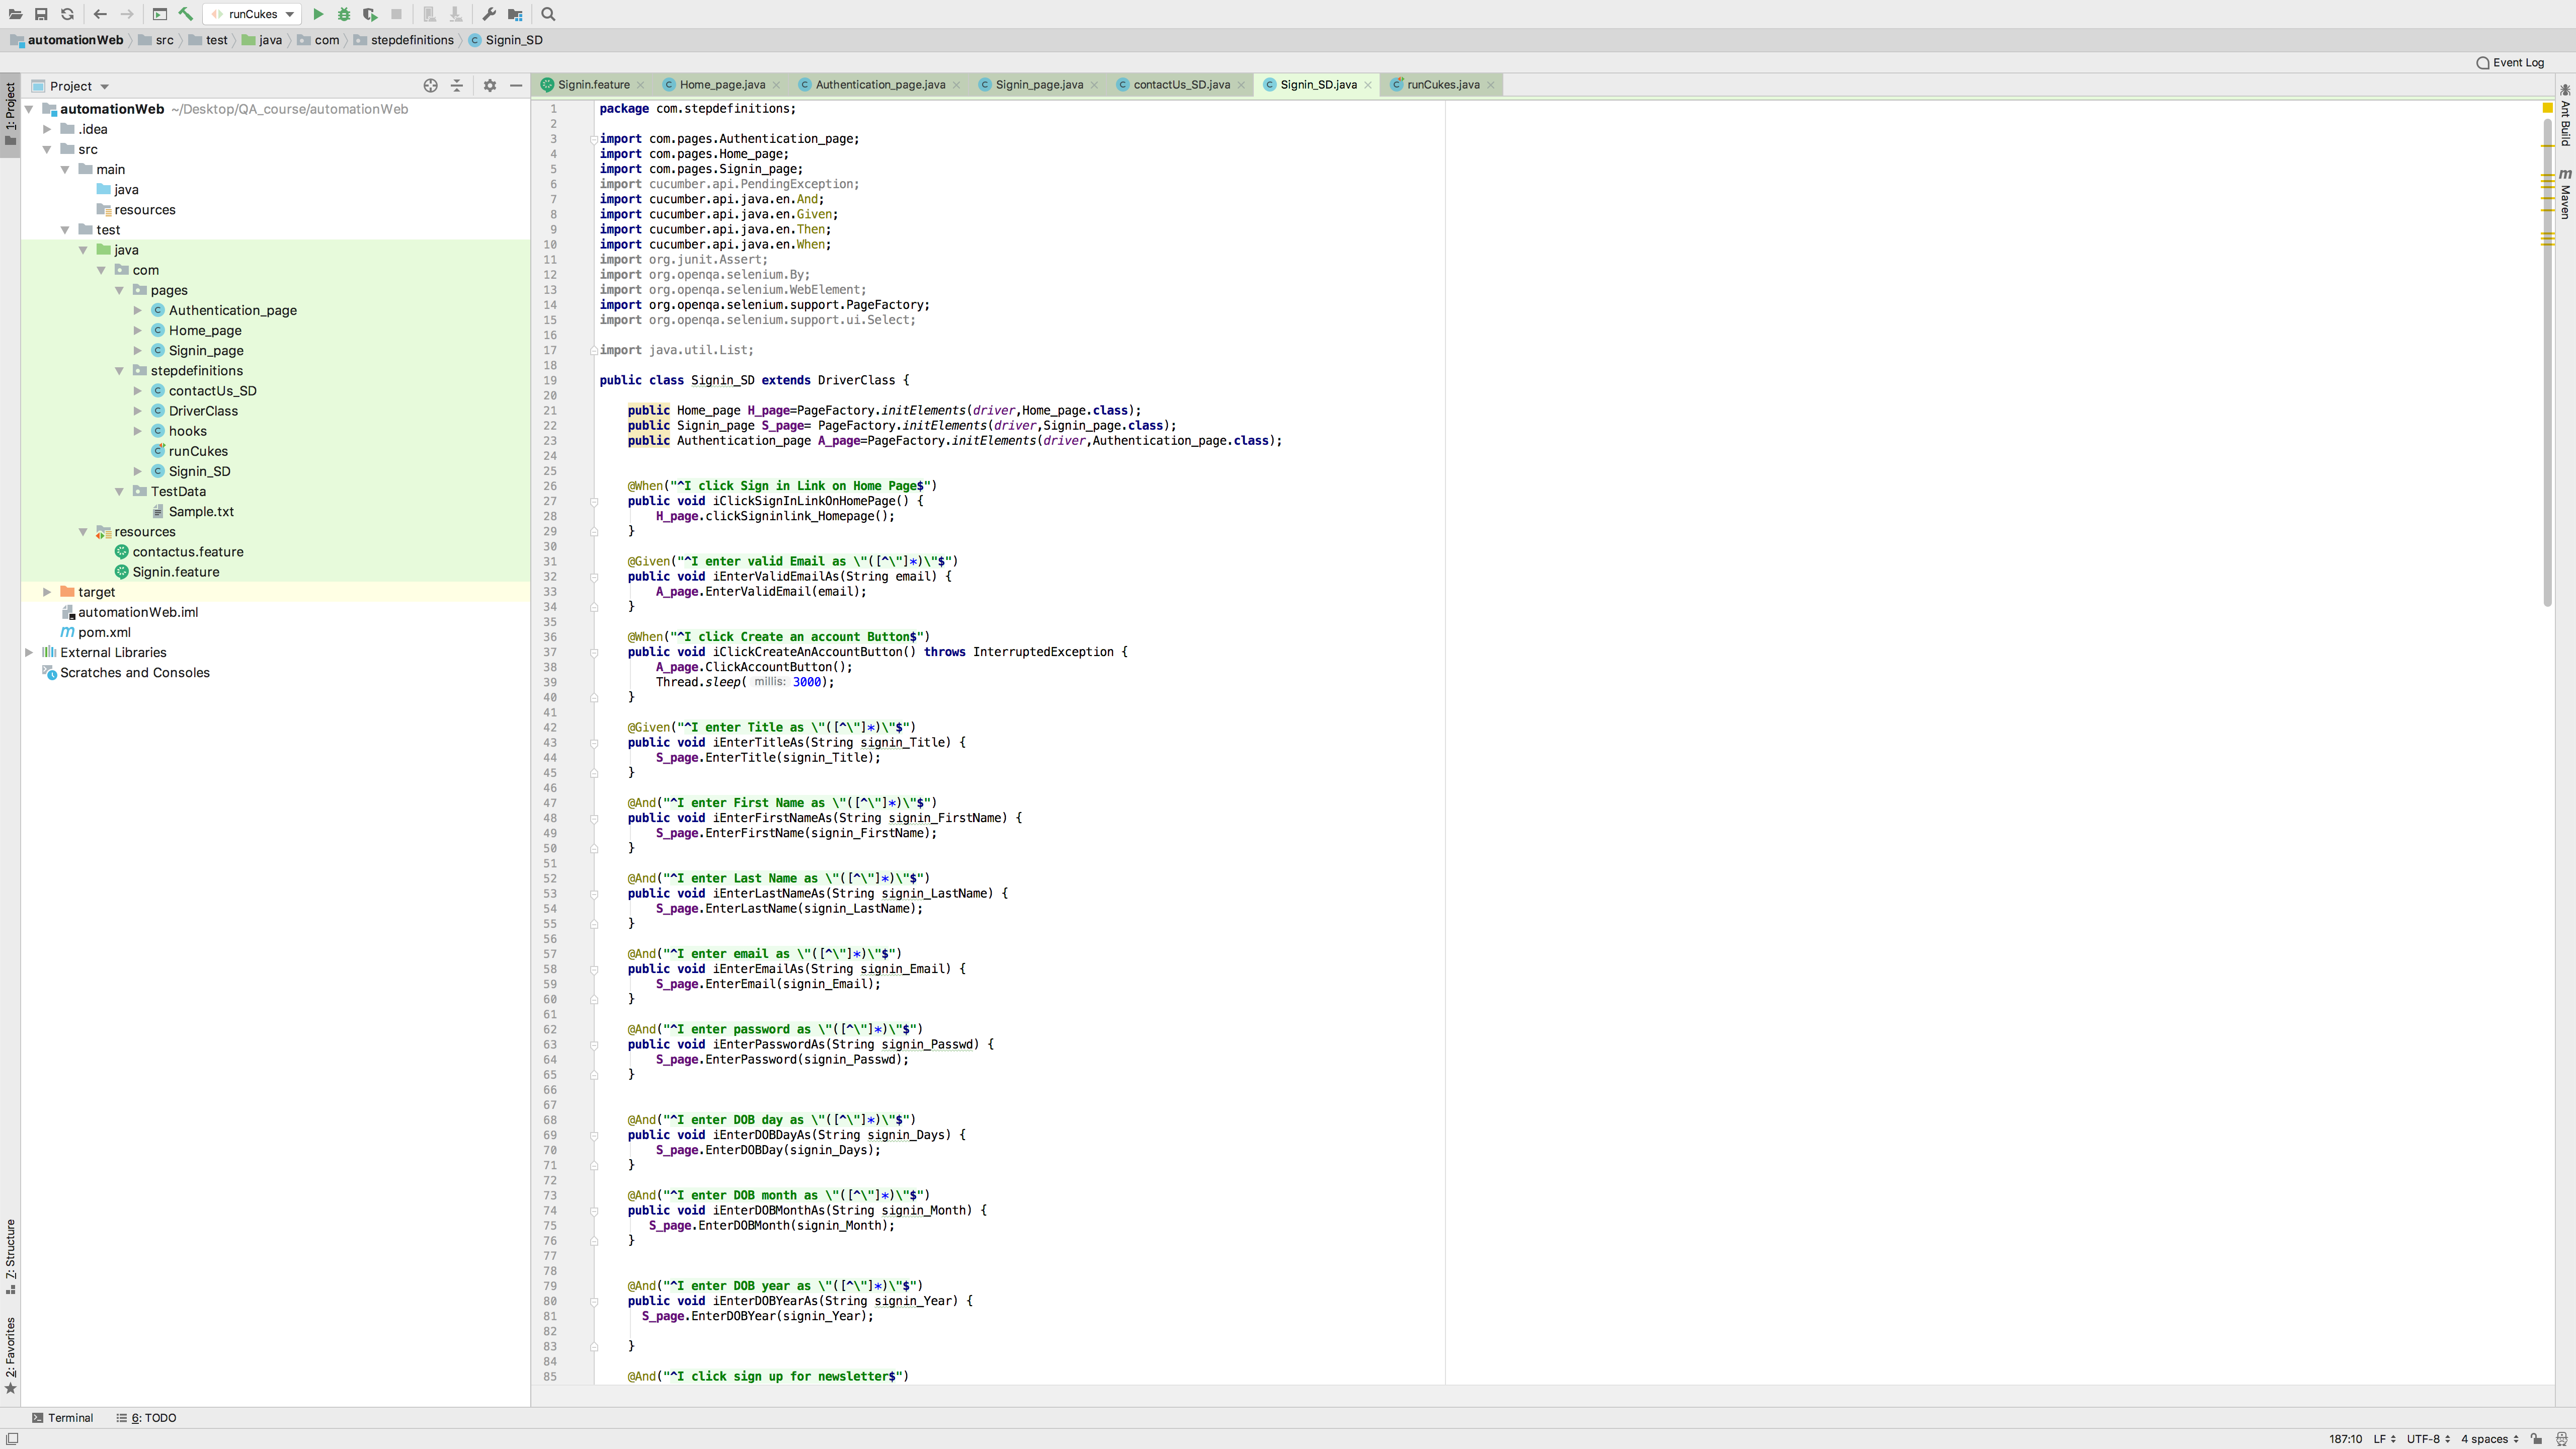 runCukes
automationWeb src test java com stepdefinitions Signin_SD
Event Log
Project
Signin.feature Home_page.java Authentication_page.java Signin_page.java contactUs_SD.java Signin_SD.java runCukes.java
1: Project
Z: Structure
2: Favorites
Ant Build
Maven
automationWeb ~/Desktop/QA_course/automationWeb
.idea
src
main
java
resources
test
java
com
pages
Authentication_page
Home_page
Signin_page
stepdefinitions
contactUs_SD
DriverClass
hooks
runCukes
Signin_SD
TestData
Sample.txt
resources
contactus.feature
Signin.feature
target
automationWeb.iml
pom.xml
External Libraries
Scratches and Consoles
1 package com.stepdefinitions;
2
3 import com.pages.Authentication_page;
4 import com.pages.Home_page;
5 import com.pages.Signin_page;
6 import cucumber.api.PendingException;
7 import cucumber.api.java.en.And;
8 import cucumber.api.java.en.Given;
9 import cucumber.api.java.en.Then;
10 import cucumber.api.java.en.When;
11 import org.junit.Assert;
12 import org.openqa.selenium.By;
13 import org.openqa.selenium.WebElement;
14 import org.openqa.selenium.support.PageFactory;
15 import org.openqa.selenium.support.ui.Select;
16
17 import java.util.List;
18
19 public class Signin_SD extends DriverClass {
20
21 public Home_page H_page=PageFactory.initElements(driver,Home_page.class);
22 public Signin_page S_page= PageFactory.initElements(driver,Signin_page.class);
23 public Authentication_page A_page=PageFactory.initElements(driver,Authentication_page.class);
24
25
26 @When("^I click Sign in Link on Home Page$")
27 public void iClickSignInLinkOnHomePage() {
28 H_page.clickSigninlink_Homepage();
29 }
30
31 @Given("^I enter valid Email as \"([^\"]*)\"$")
32 public void iEnterValidEmailAs(String email) {
33 A_page.EnterValidEmail(email);
34 }
35
36 @When("^I click Create an account Button$")
37 public void iClickCreateAnAccountButton() throws InterruptedException {
38 A_page.ClickAccountButton();
39 Thread.sleep( millis: 3000);
40 }
41
42 @Given("^I enter Title as \"([^\"]*)\"$")
43 public void iEnterTitleAs(String signin_Title) {
44 S_page.EnterTitle(signin_Title);
45 }
46
47 @And("^I enter First Name as \"([^\"]*)\"$")
48 public void iEnterFirstNameAs(String signin_FirstName) {
49 S_page.EnterFirstName(signin_FirstName);
50 }
51
52 @And("^I enter Last Name as \"([^\"]*)\"$")
53 public void iEnterLastNameAs(String signin_LastName) {
54 S_page.EnterLastName(signin_LastName);
55 }
56
57 @And("^I enter email as \"([^\"]*)\"$")
58 public void iEnterEmailAs(String signin_Email) {
59 S_page.EnterEmail(signin_Email);
60 }
61
62 @And("^I enter password as \"([^\"]*)\"$")
63 public void iEnterPasswordAs(String signin_Passwd) {
64 S_page.EnterPassword(signin_Passwd);
65 }
66
67
68 @And("^I enter DOB day as \"([^\"]*)\"$")
69 public void iEnterDOBDayAs(String signin_Days) {
70 S_page.EnterDOBDay(signin_Days);
71 }
72
73 @And("^I enter DOB month as \"([^\"]*)\"$")
74 public void iEnterDOBMonthAs(String signin_Month) {
75 S_page.EnterDOBMonth(signin_Month);
76 }
77
78
79 @And("^I enter DOB year as \"([^\"]*)\"$")
80 public void iEnterDOBYearAs(String signin_Year) {
81 S_page.EnterDOBYear(signin_Year);
82
83 }
84
85 @And("^I click sign up for newsletter$")
Terminal 6: TODO
187:10 LF UTF-8 4 spaces